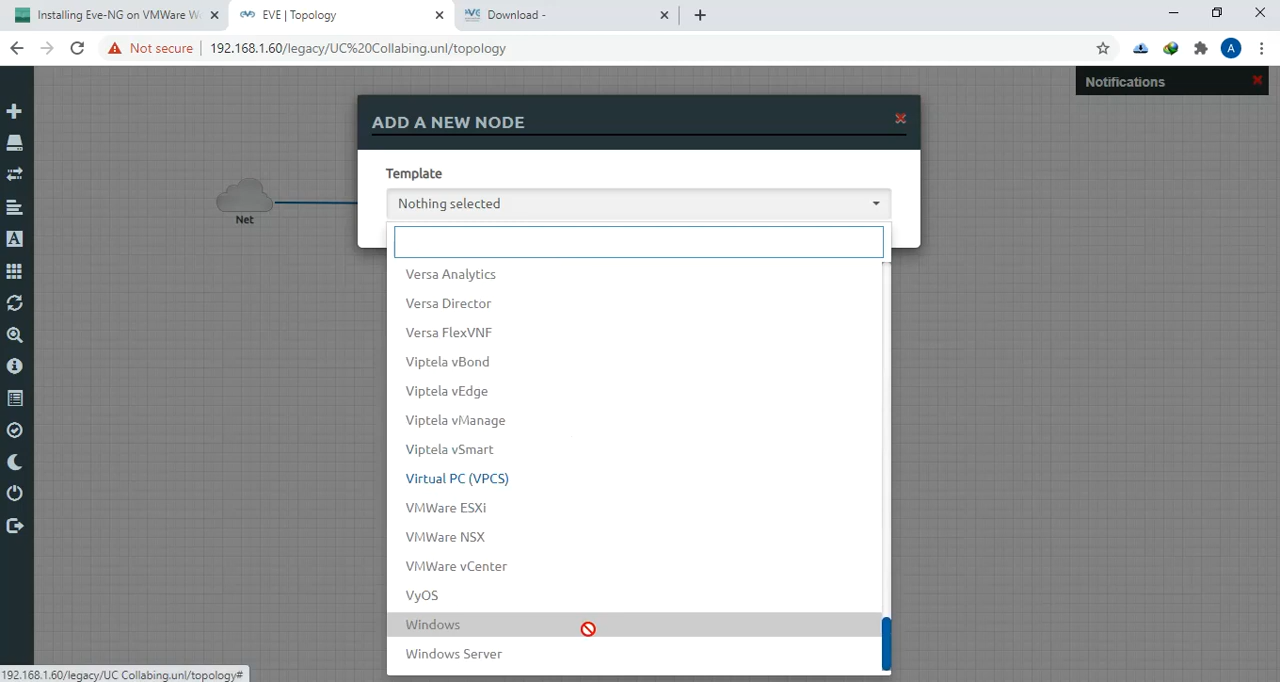 Installing Eve-NG on VMWare W
EVE | Topology
Download -
Not secure
192.168.1.60/legacy/UC%20Collabing.unl/topology
A
Notifications
ADD A NEW NODE
Template
Nothing selected
Net
Versa Analytics
Versa Director
Versa FlexVNF
Viptela vBond
Viptela vEdge
Viptela vManage
Viptela vSmart
Virtual PC (VPCS)
VMWare ESXi
VMWare NSX
VMWare vCenter
VyOS
Windows
Windows Server
192.168.1.60/legacy/UC Collabing.unl/topology#